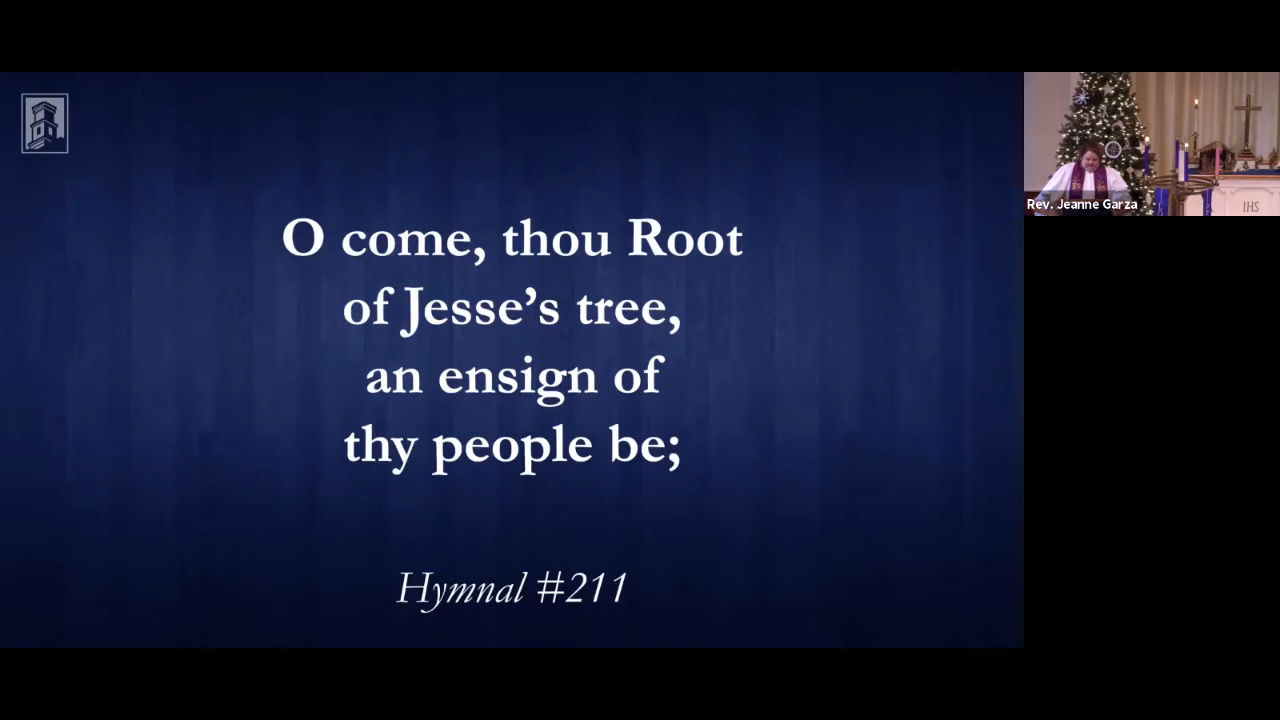 O come, thou Root
of Jesse’s tree,
an ensign of
thy people be;
Hymnal #211
Rev. Jeanne Garza
IHS